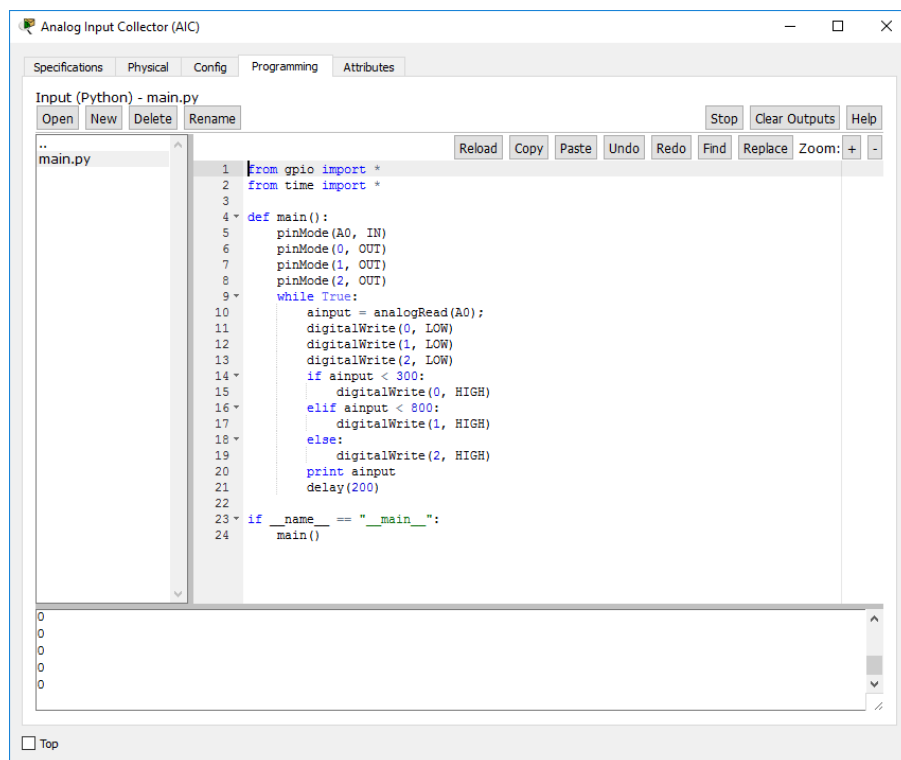 Analog Input Collector (AIC)
Specifications Physical Config Programming Attributes
Input (Python) - main.py
Open New Delete Rename Stop Clear Outputs Help
..
main.py
Reload Copy Paste Undo Redo Find Replace Zoom: + -
1 from gpio import *
2 from time import *
3
4 def main():
5     pinMode(A0, IN)
6     pinMode(0, OUT)
7     pinMode(1, OUT)
8     pinMode(2, OUT)
9     while True:
10         ainput = analogRead(A0);
11         digitalWrite(0, LOW)
12         digitalWrite(1, LOW)
13         digitalWrite(2, LOW)
14         if ainput < 300:
15             digitalWrite(0, HIGH)
16         elif ainput < 800:
17             digitalWrite(1, HIGH)
18         else:
19             digitalWrite(2, HIGH)
20         print ainput
21         delay(200)
22
23 if __name__ == "__main__":
24     main()
0
0
0
0
0
Top